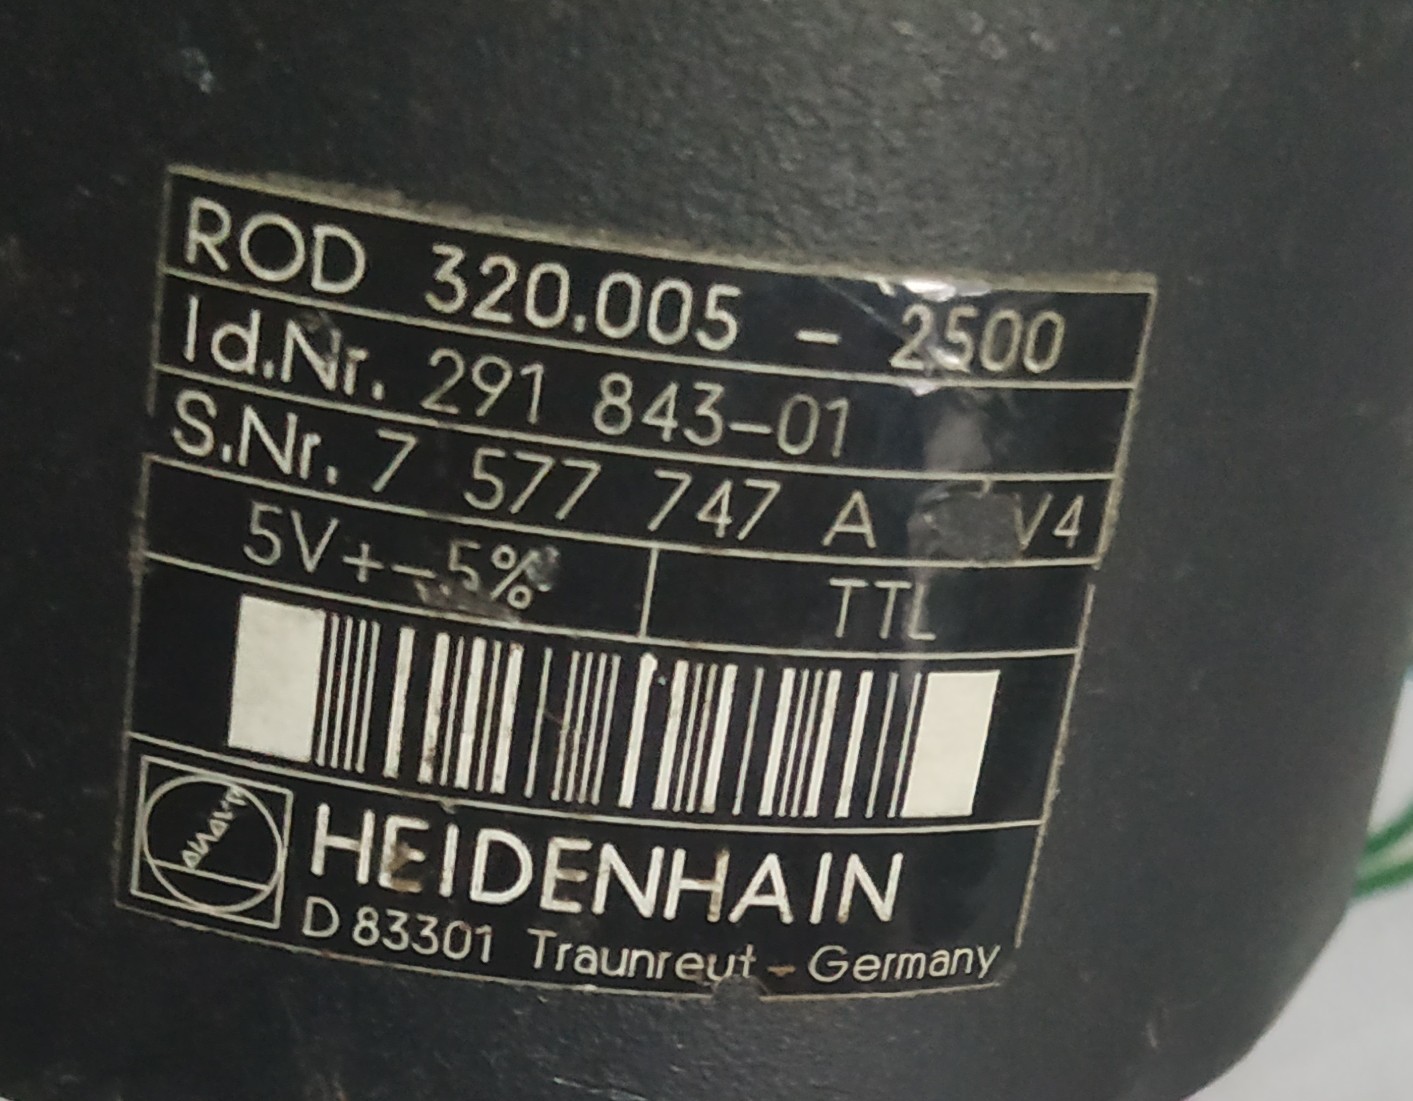 ROD 320.005 - 2500
Id.Nr. 291 843-01
S.Nr. 7 577 747 A V4
5V+-5% TTL
HEIDENHAIN
D 83301 Traunreut - Germany